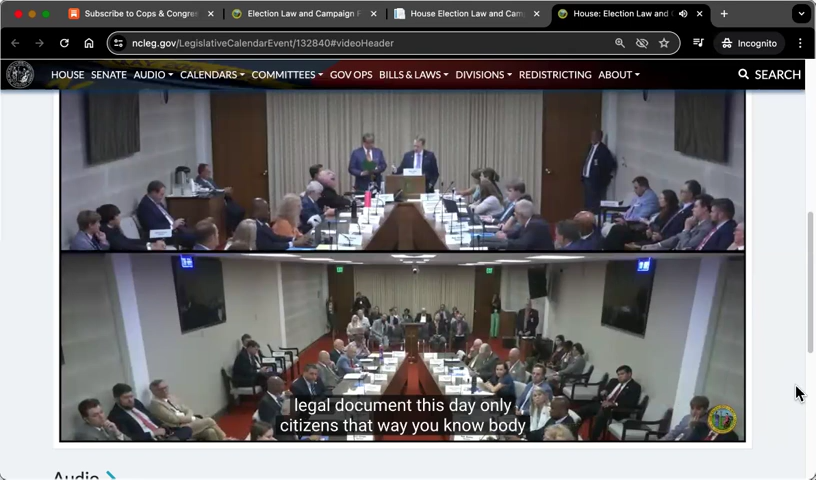 Subscribe to Cops & Congre
Election Law and Campaign F
House Election Law and Cam
House: Election Law and
ncleg.gov/LegislativeCalendarEvent/132840#videoHeader
Incognito
HOUSE SENATE AUDIO CALENDARS COMMITTEES GOV OPS BILLS & LAWS DIVISIONS REDISTRICTING ABOUT SEARCH
legal document this day only
citizens that way you know body
Audio